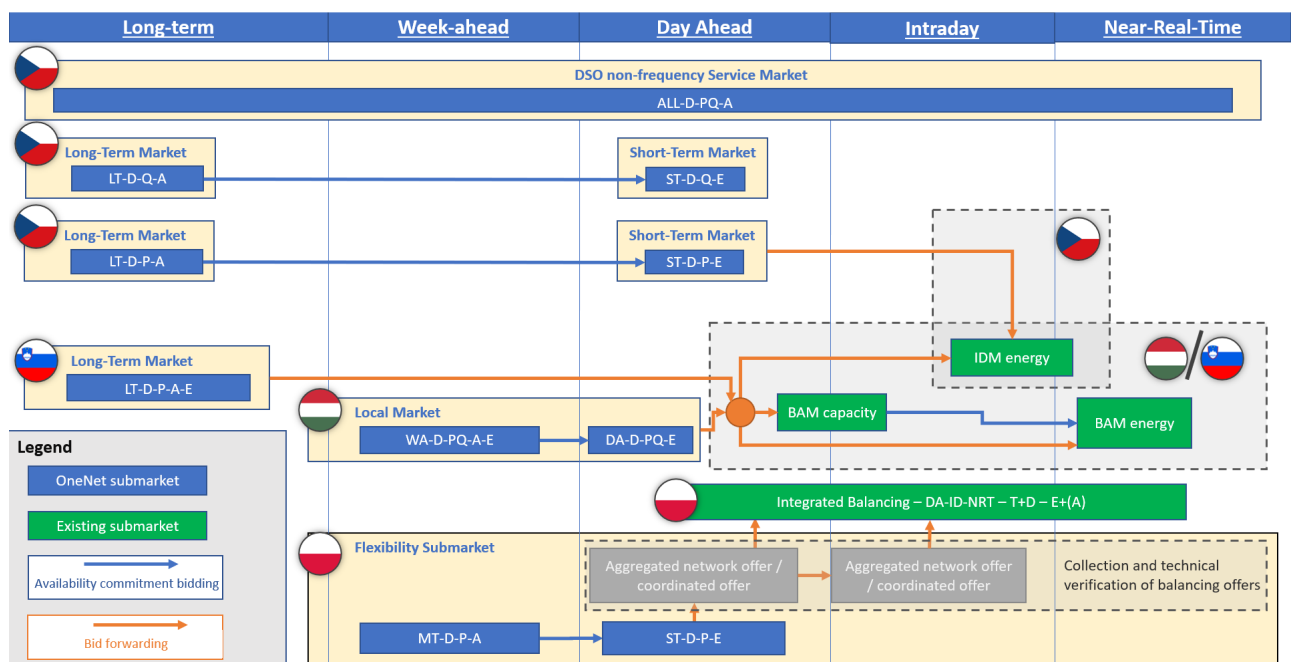 Long-term
Week-ahead
Day Ahead
Intraday
Near-Real-Time
DSO non-frequency Service Market
ALL-D-PQ-A
Long-Term Market
LT-D-Q-A
Short-Term Market
ST-D-Q-E
Long-Term Market
LT-D-P-A
Short-Term Market
ST-D-P-E
Long-Term Market
LT-D-P-A-E
IDM energy
Local Market
WA-D-PQ-A-E
DA-D-PQ-E
BAM capacity
BAM energy
Integrated Balancing – DA-ID-NRT – T+D – E+(A)
Flexibility Submarket
Aggregated network offer /
coordinated offer
Aggregated network offer
/ coordinated offer
Collection and technical
verification of balancing offers
MT-D-P-A
ST-D-P-E
Legend
OneNet submarket
Existing submarket
Availability commitment bidding
Bid forwarding